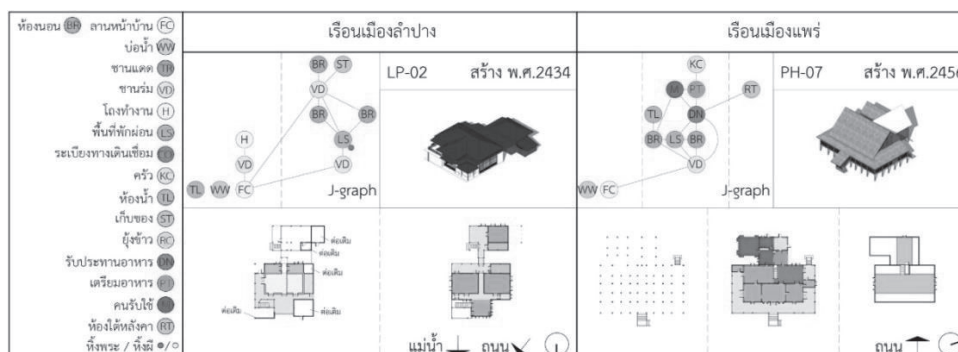 ห้องนอน BR ลานหน้าบ้าน FC
บ่อน้ำ WW
ชานแดด TR
ชานร่ม VD
โถงทำงาน H
พื้นที่พักผ่อน LS
ระเบียงทางเดินเชื่อม
ครัว KC
ห้องน้ำ TL
เก็บของ ST
ยุ้งข้าว RC
รับประทานอาหาร DN
เตรียมอาหาร PT
คนรับใช้
ห้องใต้หลังคา RT
หิ้งพระ / หิ้งผี
เรือนเมืองลำปาง
BR ST
VD
BR BR
H LS
VD VD
TL WW FC
J-graph
LP-02 สร้าง พ.ศ.2434
ต่อเติม
ต่อเติม
ต่อเติม
ต่อเติม
ต่อเติม
แม่น้ำ ถนน
เรือนเมืองแพร่
KC
M PT RT
TL DN
BR LS BR
VD
WW FC
J-graph
PH-07 สร้าง พ.ศ.2456
ถนน